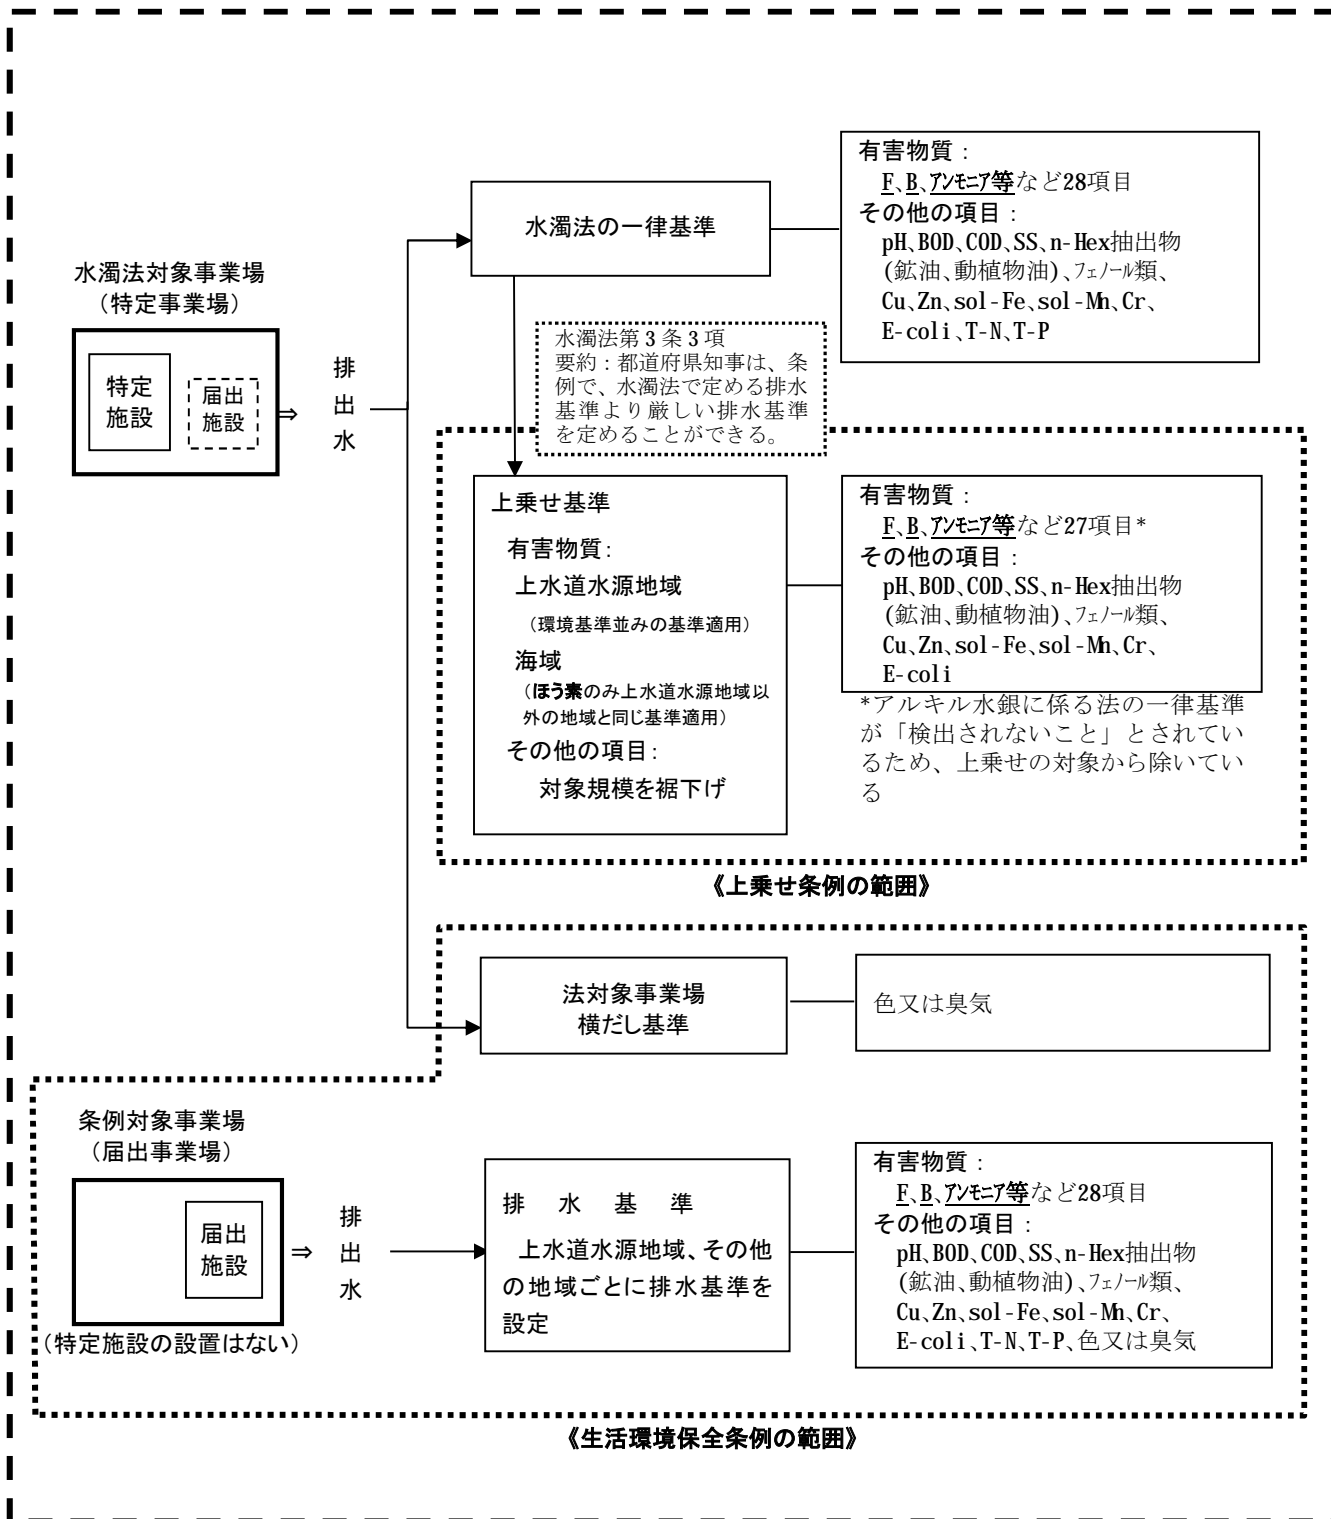 水濁法対象事業場
（特定事業場）
特定
施設
届出
施設
⇒
排
出
水
水濁法の一律基準
有害物質：
F、B、ｱﾝﾓﾆｱ等など28項目
その他の項目：
pH、BOD、COD、SS、n-Hex抽出物
(鉱油、動植物油)、ﾌｪﾉｰﾙ類、
Cu、Zn、sol-Fe、sol-Mn、Cr、
E-coli、T-N、T-P
水濁法第３条３項
要約：都道府県知事は、条
例で、水濁法で定める排水
基準より厳しい排水基準
を定めることができる。
上乗せ基準
有害物質：
上水道水源地域
（環境基準並みの基準適用）
海域
（ほう素のみ上水道水源地域以
外の地域と同じ基準適用）
その他の項目：
対象規模を裾下げ
有害物質：
F、B、ｱﾝﾓﾆｱ等など27項目*
その他の項目：
pH、BOD、COD、SS、n-Hex抽出物
(鉱油、動植物油)、ﾌｪﾉｰﾙ類、
Cu、Zn、sol-Fe、sol-Mn、Cr、
E-coli
*アルキル水銀に係る法の一律基準
が「検出されないこと」とされてい
るため、上乗せの対象から除いてい
る
《上乗せ条例の範囲》
法対象事業場
横だし基準
色又は臭気
条例対象事業場
（届出事業場）
届出
施設
⇒
排
出
水
(特定施設の設置はない)
排　水　基　準
上水道水源地域、その他
の地域ごとに排水基準を
設定
有害物質：
F、B、ｱﾝﾓﾆｱ等など28項目
その他の項目：
pH、BOD、COD、SS、n-Hex抽出物
(鉱油、動植物油)、ﾌｪﾉｰﾙ類、
Cu、Zn、sol-Fe、sol-Mn、Cr、
E-coli、T-N、T-P、色又は臭気
《生活環境保全条例の範囲》